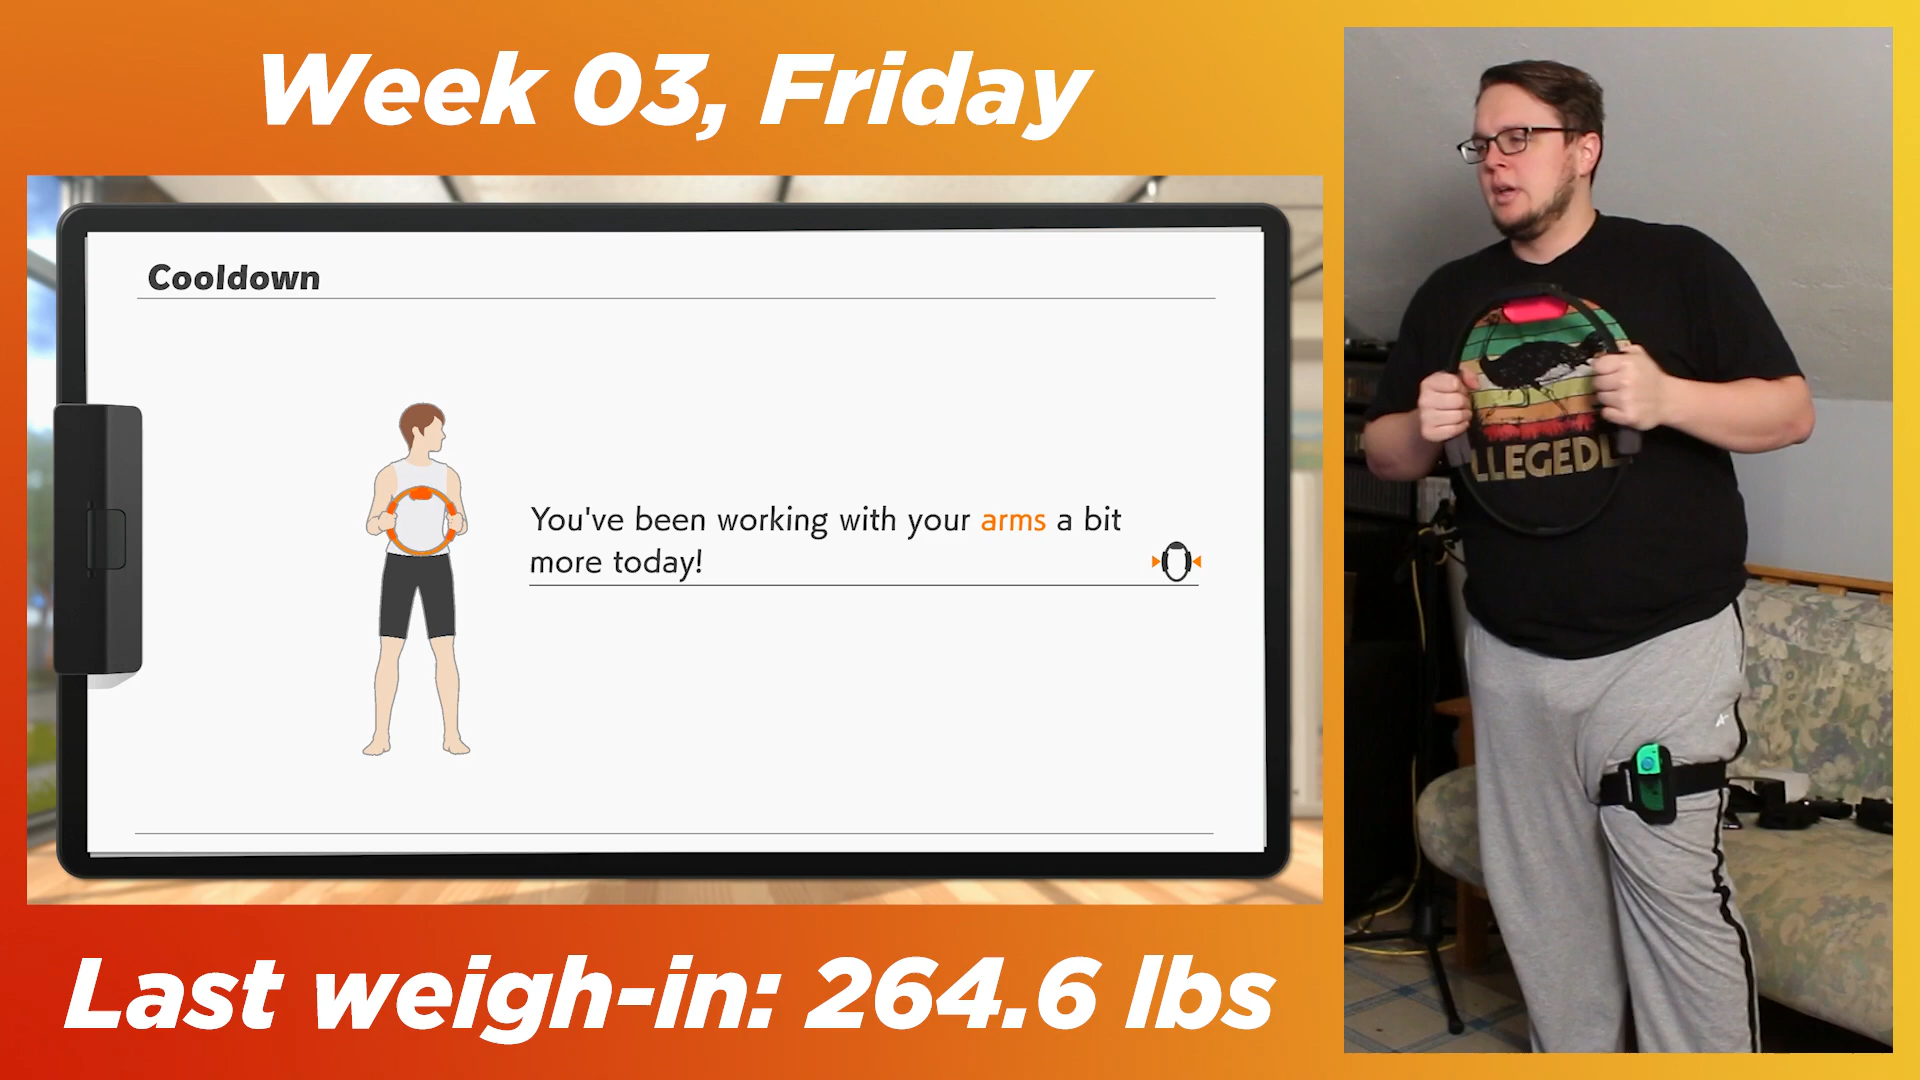 Week 03, Friday
Cooldown
You've been working with your arms a bit
more today!
LLEGEDL
Last weigh-in: 264.6 lbs